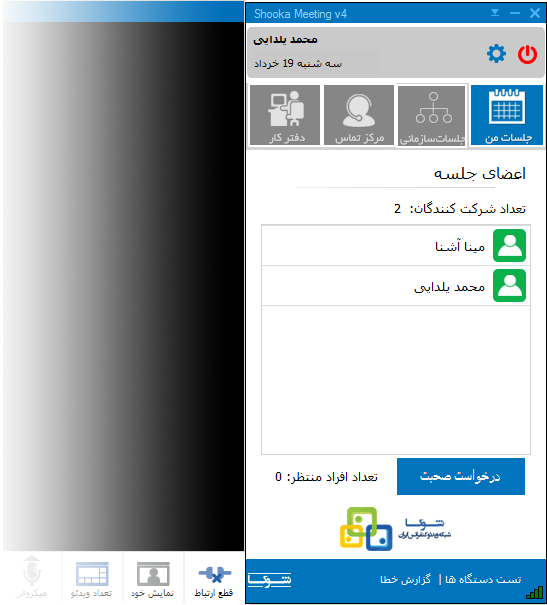 Shooka Meeting v4
محمد یلدایی
سه شنبه 19 خرداد
جلسات من
جلسات‌سازمانی
مرکز تماس
دفتر کار
اعضای جلسه
تعداد شرکت کنندگان: 2
مینا آشنا
محمد یلدایی
درخواست صحبت
تعداد افراد منتظر: 0
شوکا
شبکه ویدئو کنفرانس ایران
تست دستگاه ها | گزارش خطا
شوکا
قطع ارتباط
نمایش خود
تعداد ویدئو
میکروفن